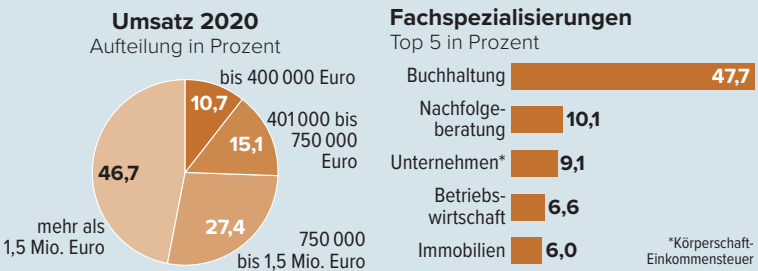 Umsatz 2020
Aufteilung in Prozent
bis 400 000 Euro
10,7
401 000 bis
750 000
Euro
15,1
46,7
27,4
mehr als
1,5 Mio. Euro
750 000
bis 1,5 Mio. Euro
Fachspezialisierungen
Top 5 in Prozent
Buchhaltung 47,7
Nachfolge-
beratung 10,1
Unternehmen* 9,1
Betriebs-
wirtschaft 6,6
Immobilien 6,0
*Körperschaft-
Einkommensteuer